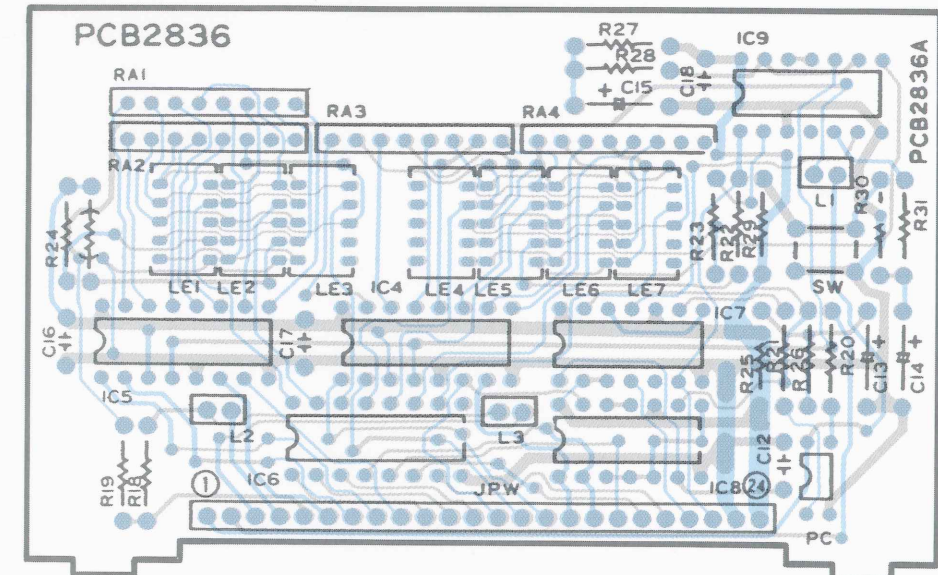 PCB2836
R27
R28
IC9
C15
C18
PCB2836A
RA1
RA3
RA4
RA2
L1
R30
R31
R24
R23
R22
R29
LE1
LE2
LE3
IC4
LE4
LE5
LE6
LE7
SW
IC7
C16
C17
R25
R21
R26
R20
C13
C14
IC5
L2
L3
C12
R19
R18
1
IC6
JPW
IC8
24
PC